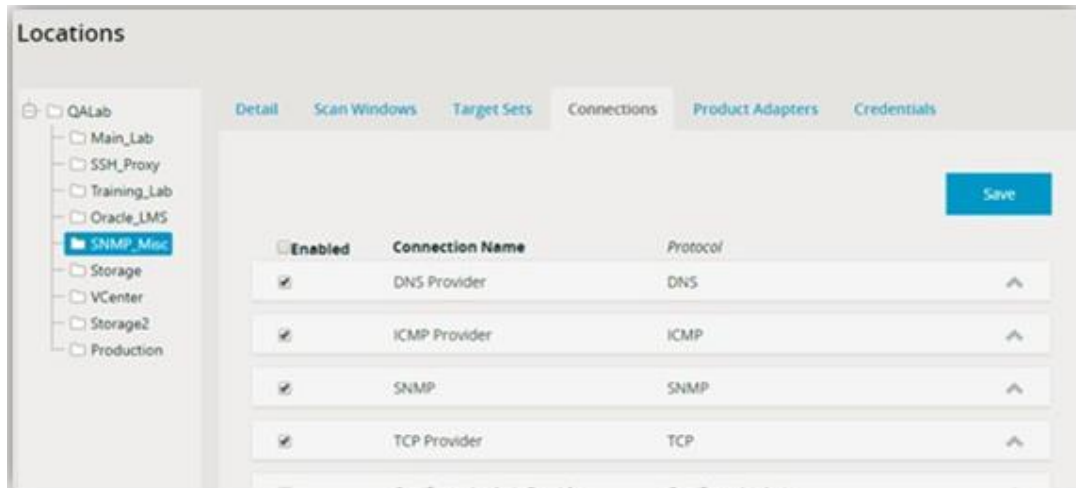 Locations
QALab
Main_Lab
SSH_Proxy
Training_Lab
Oracle_LMS
SNMP_Misc
Storage
VCenter
Storage2
Production
Detail Scan Windows Target Sets Connections Product Adapters Credentials
Save
Enabled Connection Name Protocol
DNS Provider DNS
ICMP Provider ICMP
SNMP SNMP
TCP Provider TCP